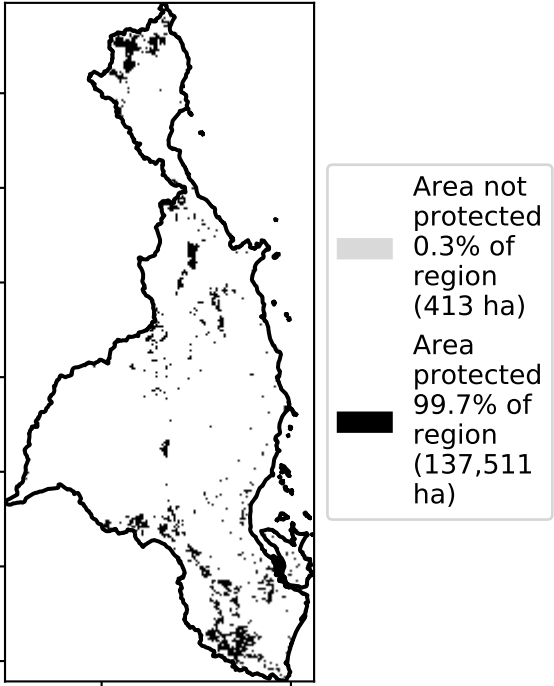 Area not
protected
0.3% of
region
(413 ha)
Area
protected
99.7% of
region
(137,511
ha)